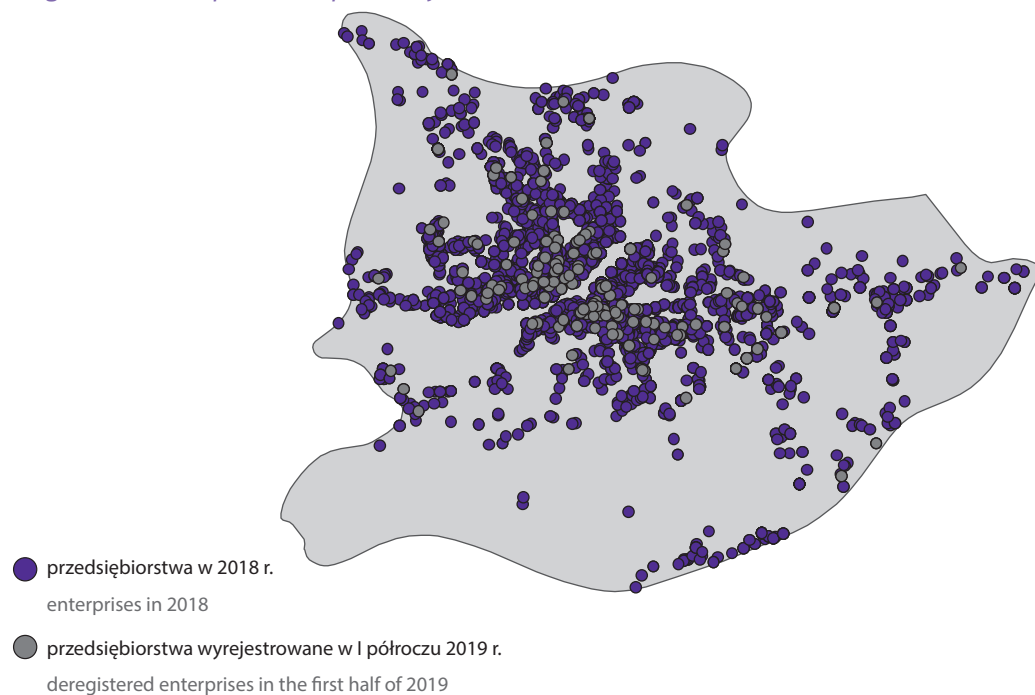 przedsiębiorstwa w 2018 r.
enterprises in 2018
przedsiębiorstwa wyrejestrowane w I półroczu 2019 r.
deregistered enterprises in the first half of 2019